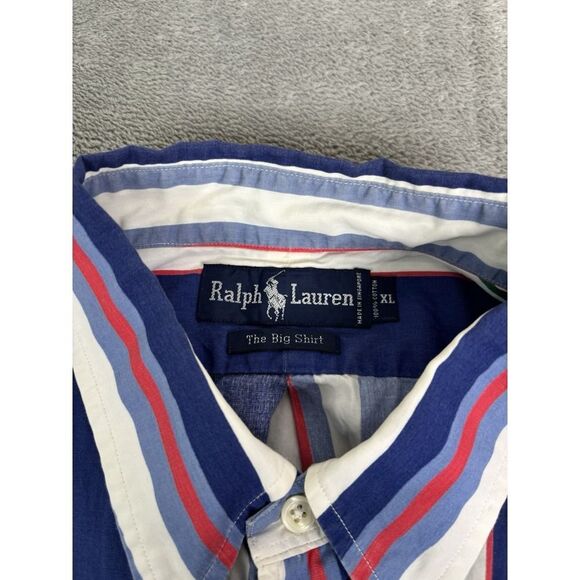 Ralph Lauren
MADE IN SINGAPORE
100% COTTON
XL
The Big Shirt